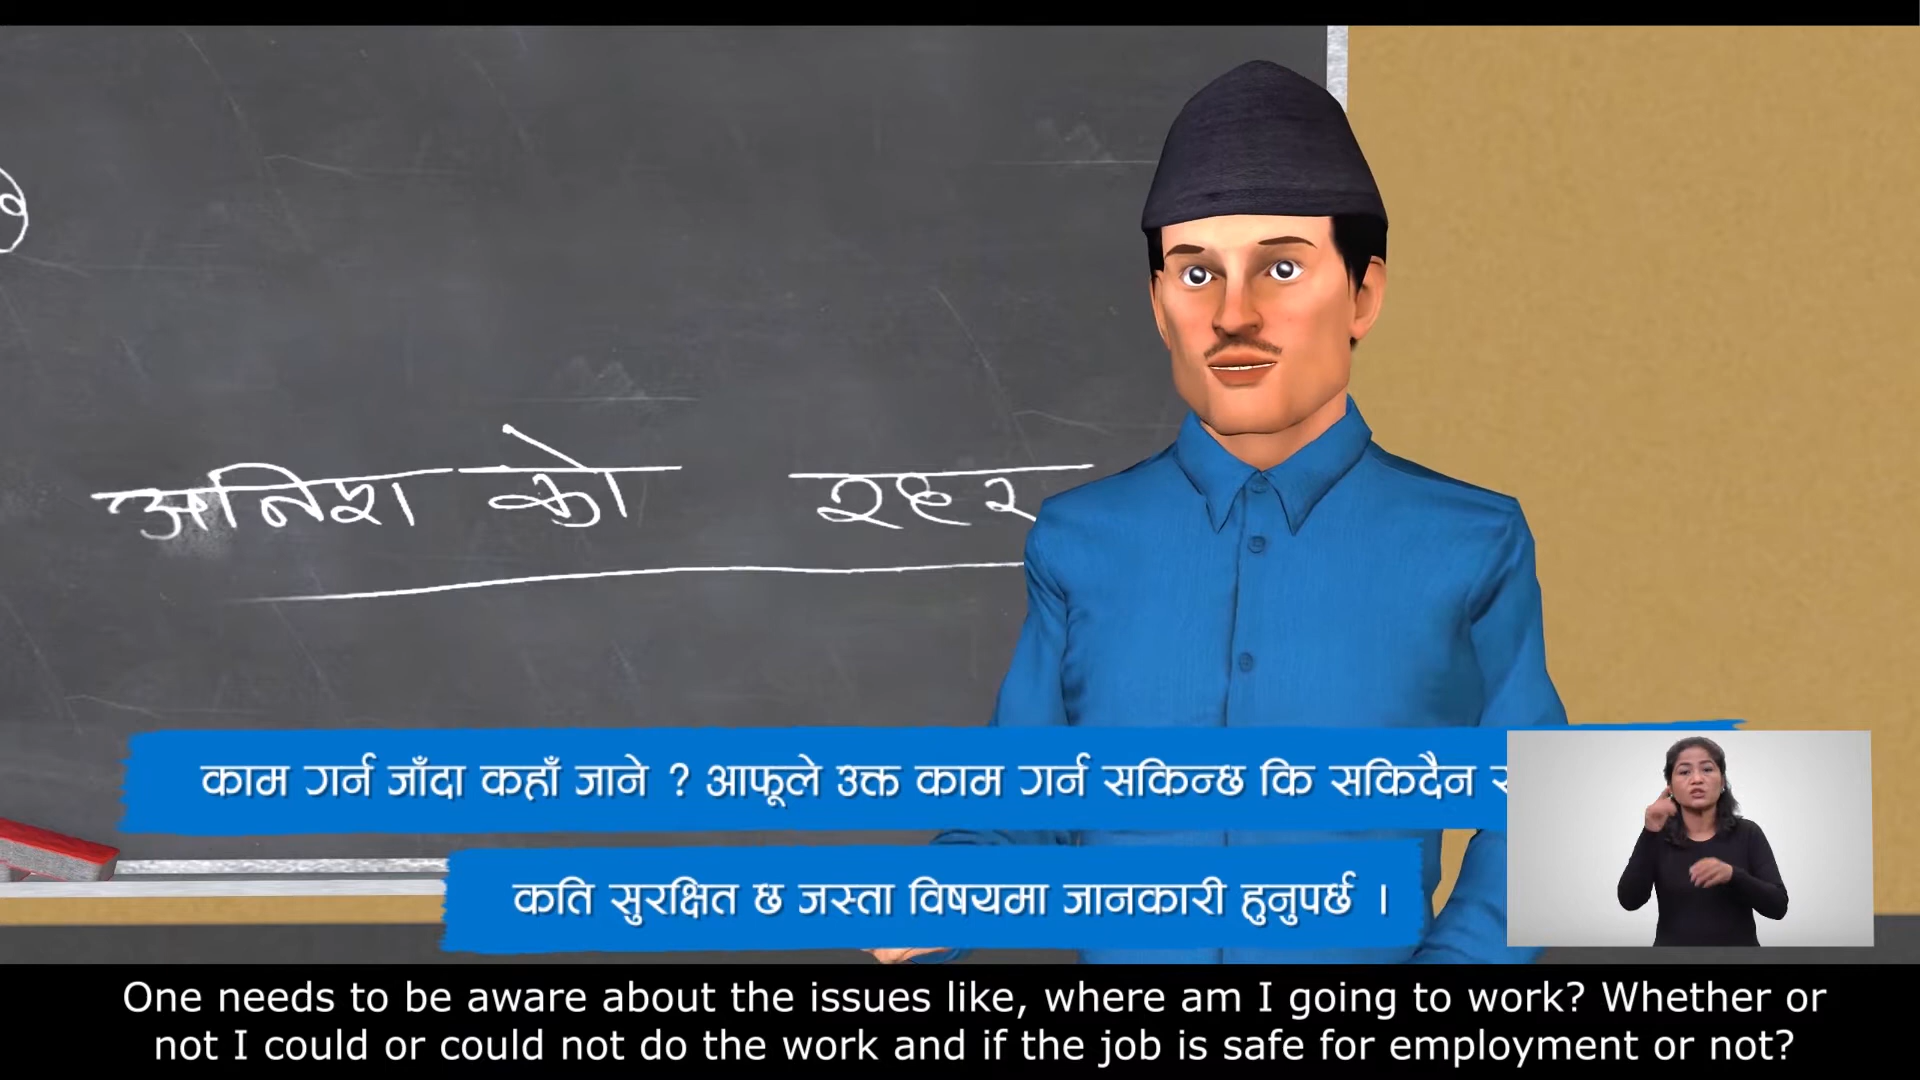 अनिश को रहर
काम गर्न जाँदा कहाँ जाने ? आफूले उक्त काम गर्न सकिन्छ कि सकिदैन
कति सुरक्षित छ जस्ता विषयमा जानकारी हुनुपर्छ ।
One needs to be aware about the issues like, where am I going to work? Whether or
not I could or could not do the work and if the job is safe for employment or not?